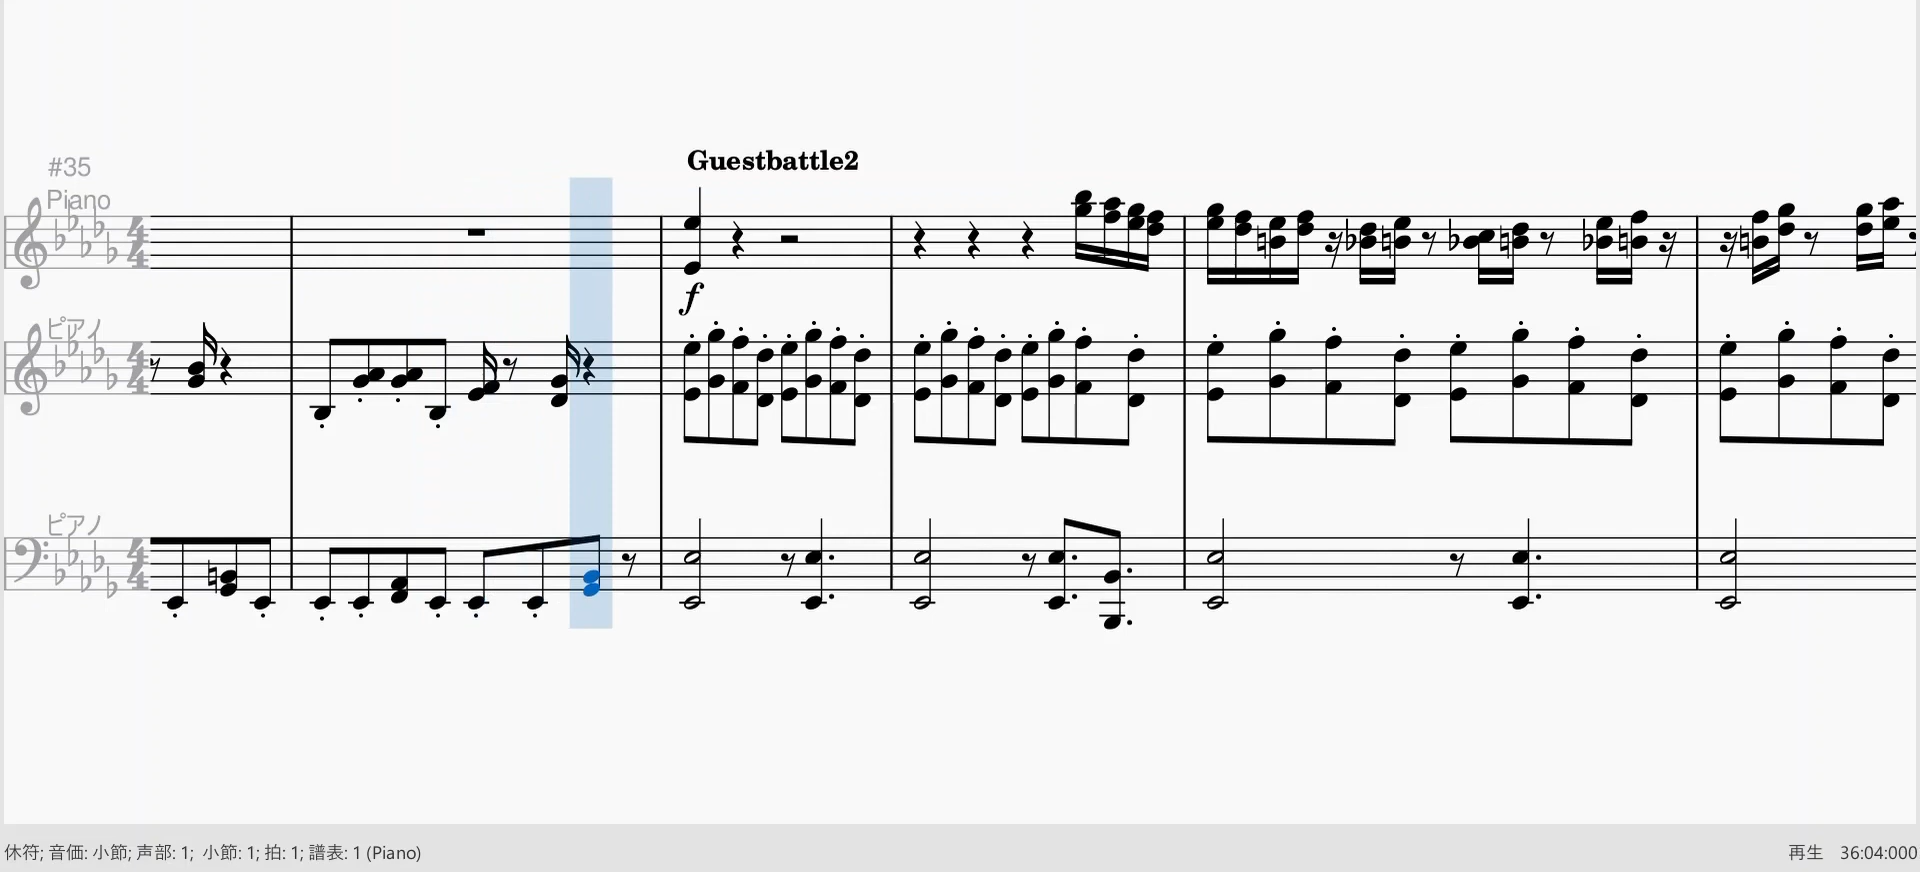 Guestbattle2
#35
Piano
f
ピアノ
ピアノ
休符; 音価: 小節; 声部: 1; 小節: 1; 拍: 1; 譜表: 1 (Piano)
再生 36:04:000